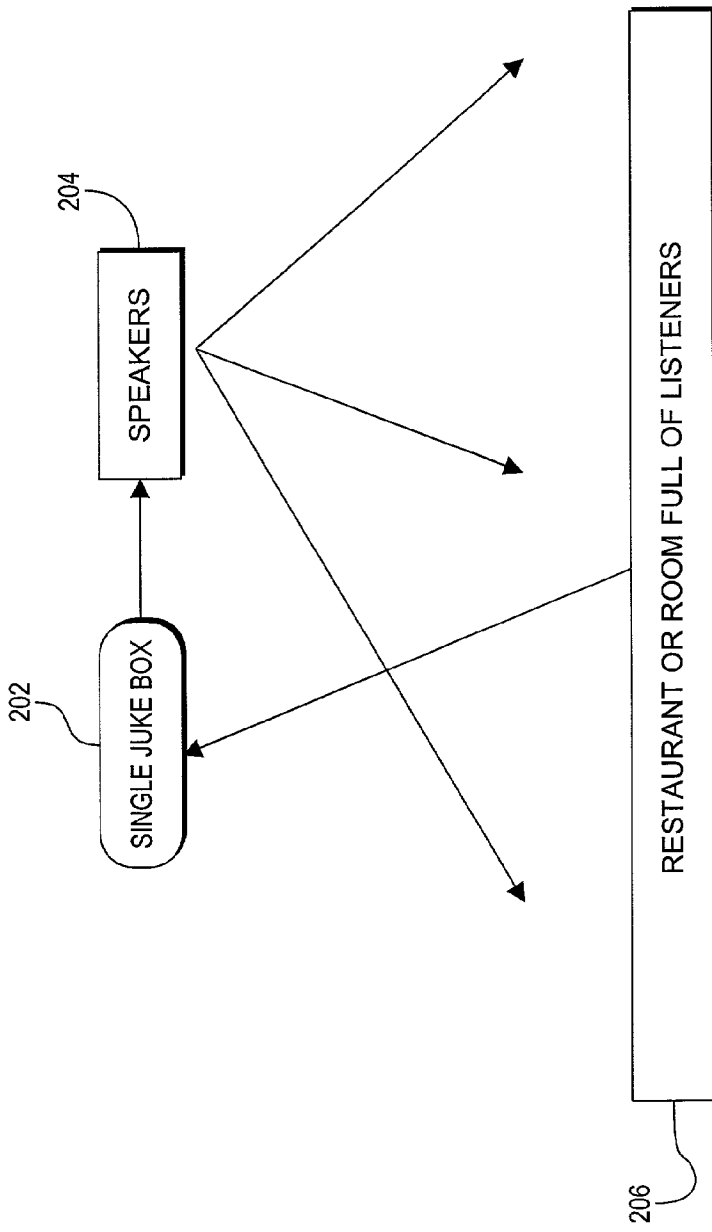 202
SINGLE JUKE BOX
204
SPEAKERS
206
RESTAURANT OR ROOM FULL OF LISTENERS